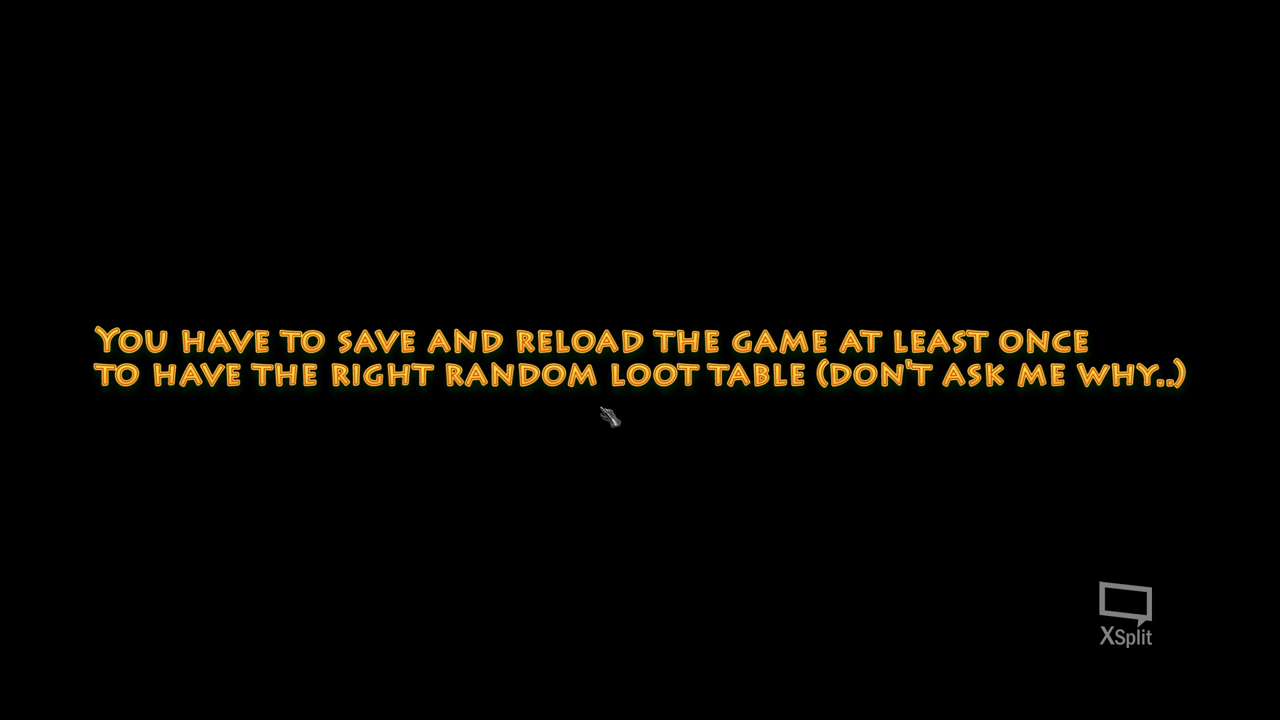 You have to save and reload the game at least once
to have the right random loot table (don't ask me why..)
XSplit